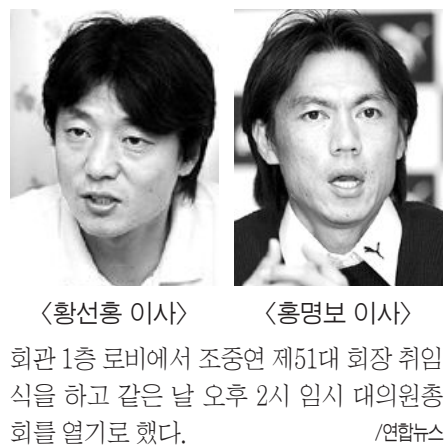 〈황선홍 이사〉 〈홍명보 이사〉
회관 1층 로비에서 조중연 제51대 회장 취임
식을 하고 같은 날 오후 2시 임시 대의원총
회를 열기로 했다. /연합뉴스